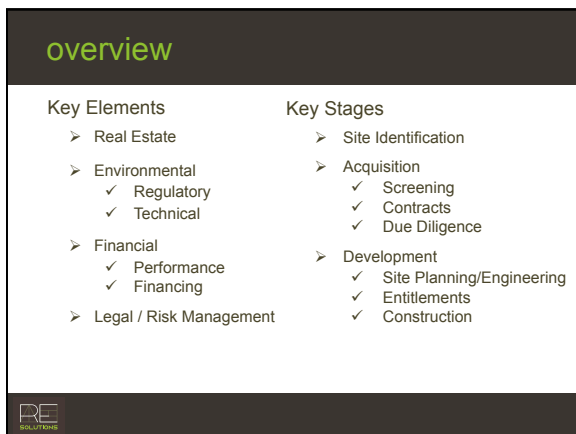 overview
Key Elements
➢ Real Estate
➢ Environmental
✓ Regulatory
✓ Technical
➢ Financial
✓ Performance
✓ Financing
➢ Legal / Risk Management
Key Stages
➢ Site Identification
➢ Acquisition
✓ Screening
✓ Contracts
✓ Due Diligence
➢ Development
✓ Site Planning/Engineering
✓ Entitlements
✓ Construction
RE
SOLUTIONS